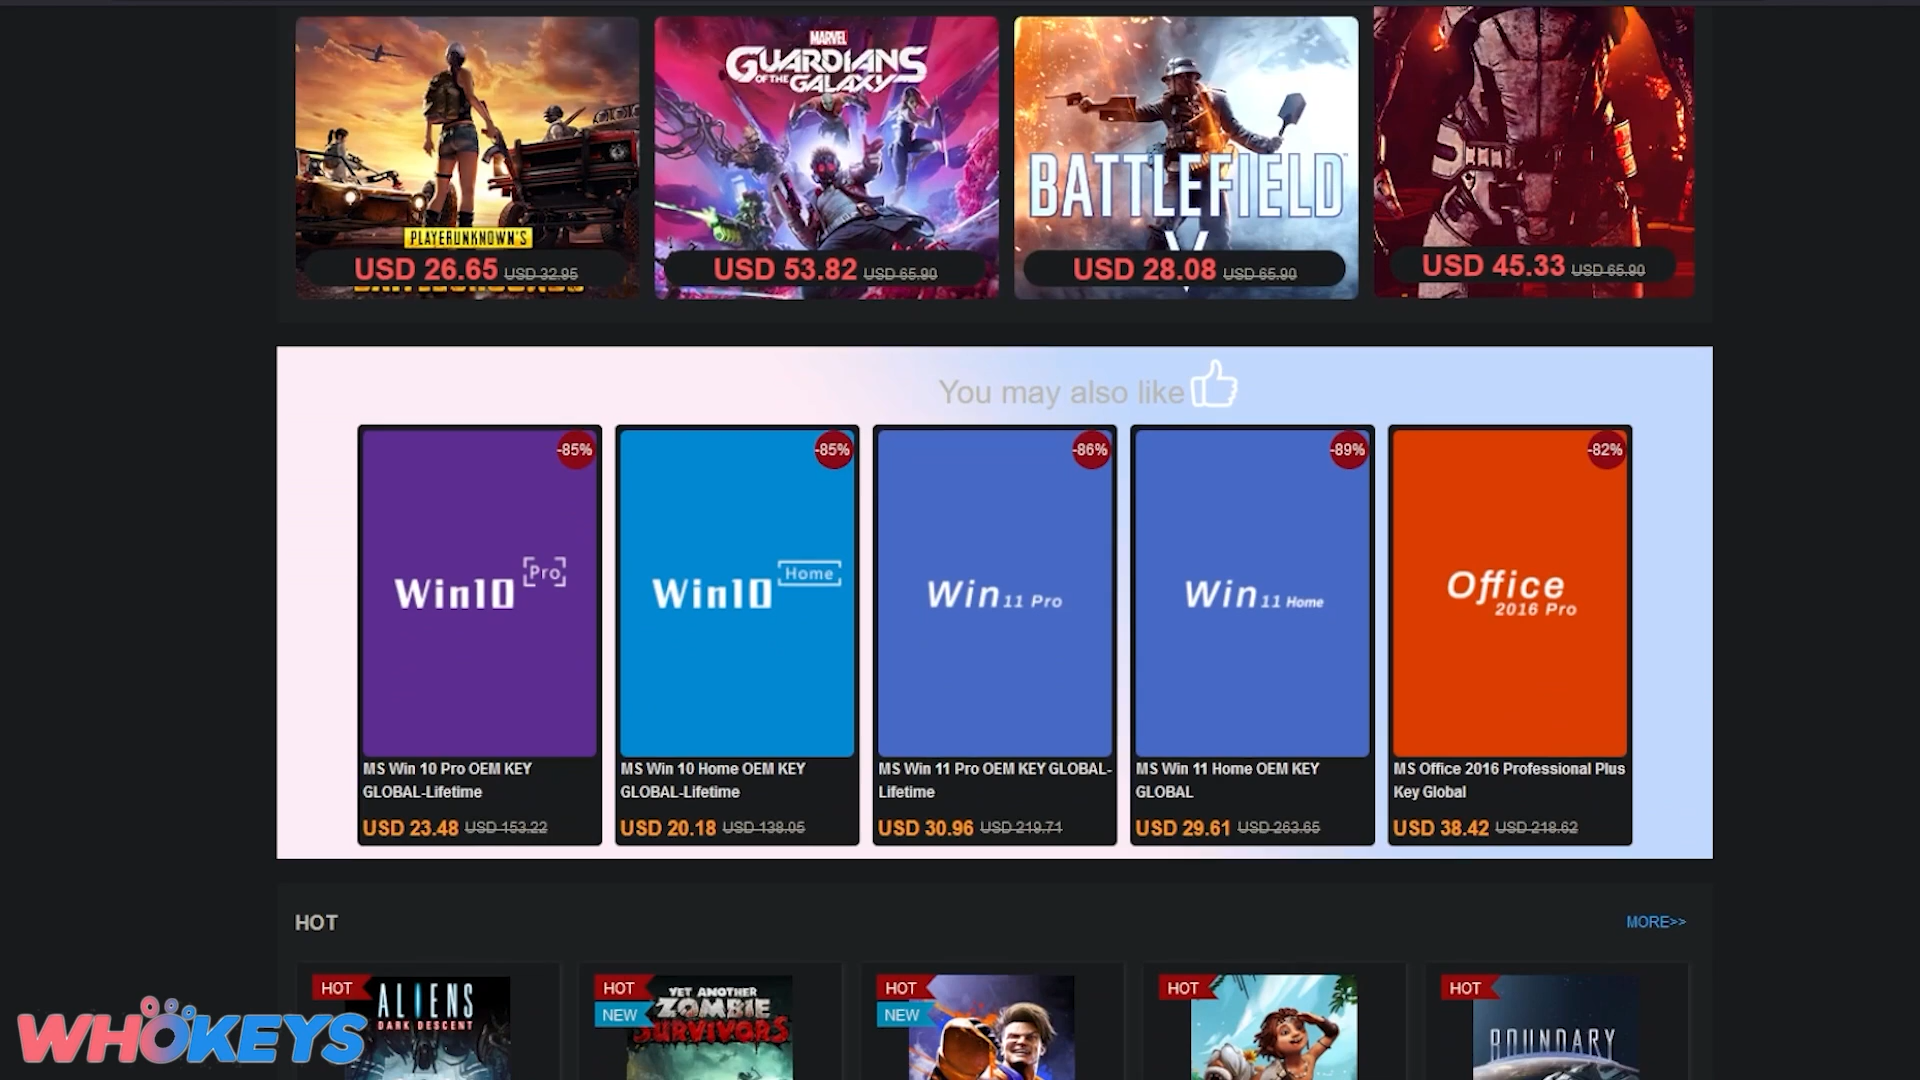 PLAYERUNKNOWN'S
USD 26.65 USD 32.95
MARVEL
GUARDIANS
OF THE
GALAXY
USD 53.82 USD 65.90
BATTLEFIELD
V
USD 28.08 USD 65.90
USD 45.33 USD 65.90
You may also like
-85%
Win10 Pro
MS Win 10 Pro OEM KEY
GLOBAL-Lifetime
USD 23.48 USD 153.22
-85%
Win10 Home
MS Win 10 Home OEM KEY
GLOBAL-Lifetime
USD 20.18 USD 138.05
-86%
Win 11 Pro
MS Win 11 Pro OEM KEY GLOBAL-
Lifetime
USD 30.96 USD 219.71
-89%
Win 11 Home
MS Win 11 Home OEM KEY
GLOBAL
USD 29.61 USD 263.65
-82%
Office
2016 Pro
MS Office 2016 Professional Plus
Key Global
USD 38.42 USD 218.62
HOT
MORE>>
HOT
ALIENS
DARK DESCENT
HOT
NEW
YET ANOTHER
ZOMBIE
SURVIVORS
HOT
NEW
HOT
HOT
BOUNDARY
WHOKEYS